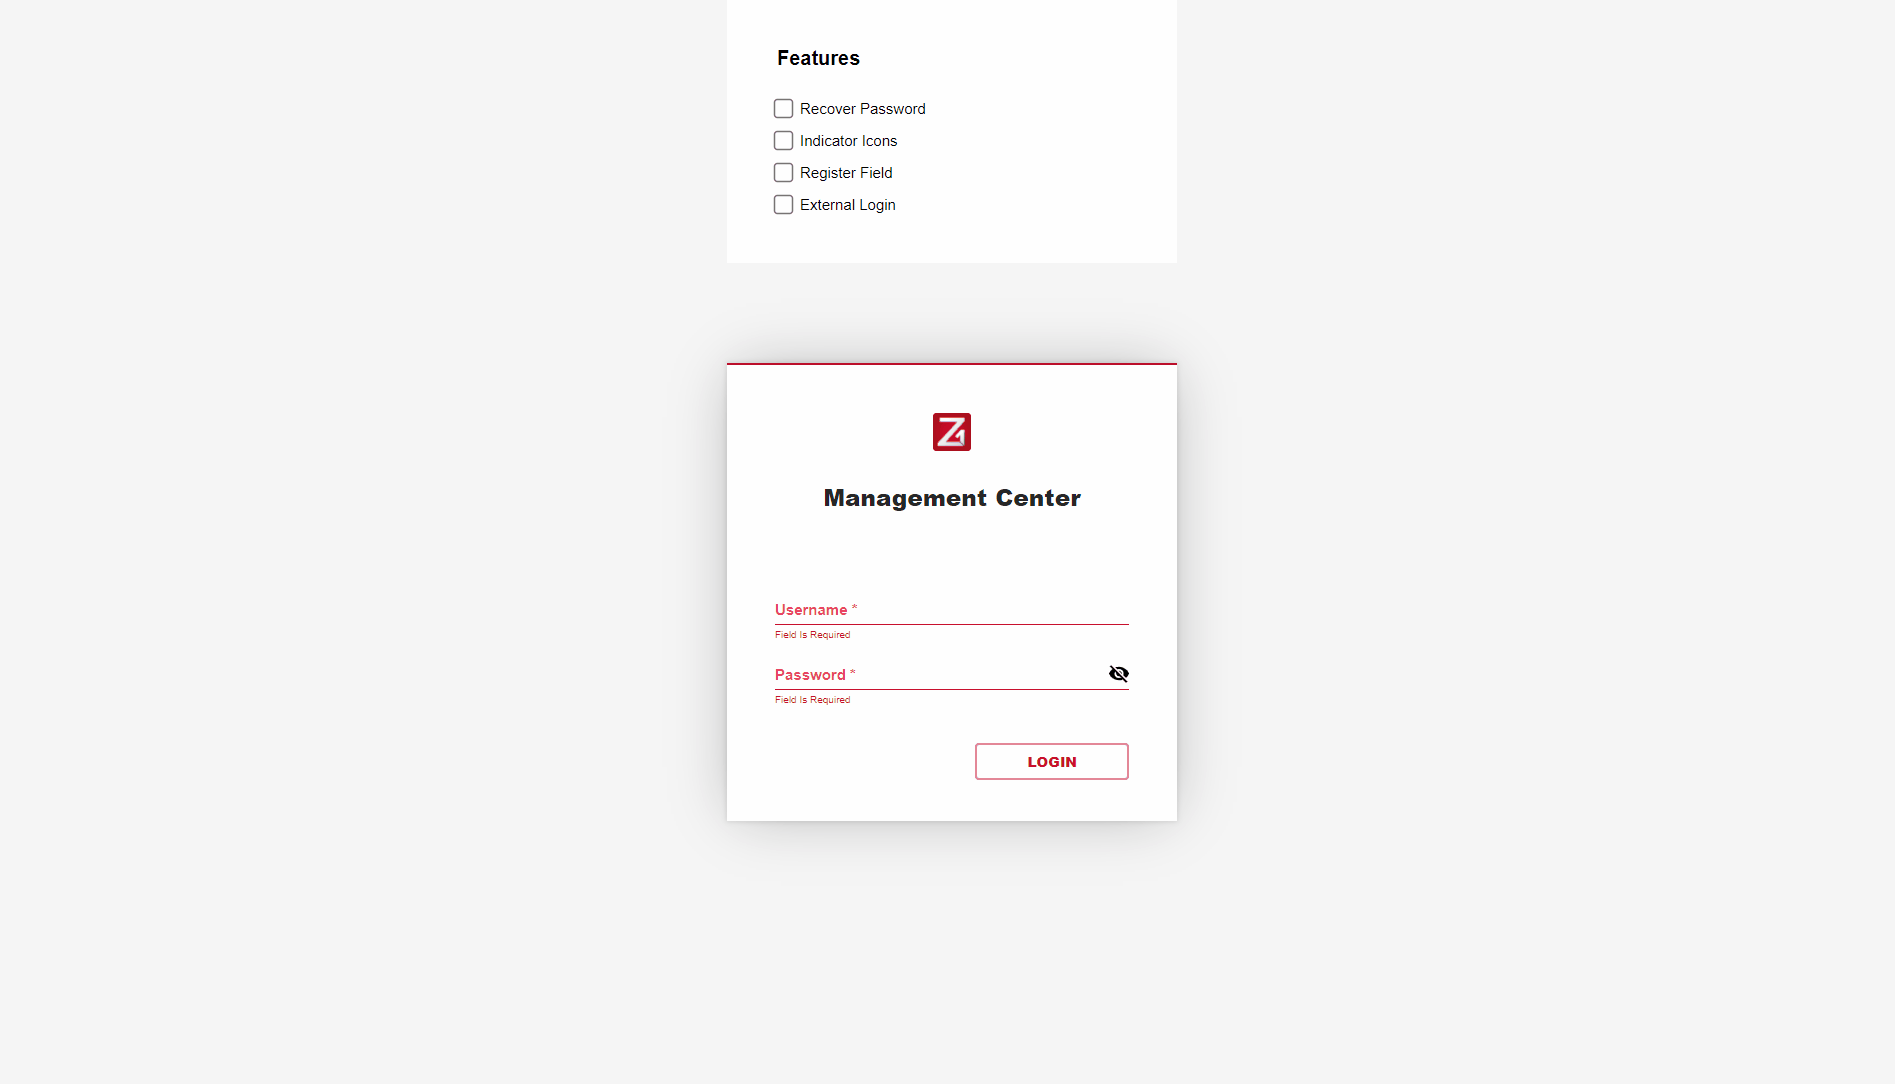 Features
Recover Password
Indicator Icons
Register Field
External Login
Z1
Management Center
Username *
Field Is Required
Password *
Field Is Required
LOGIN